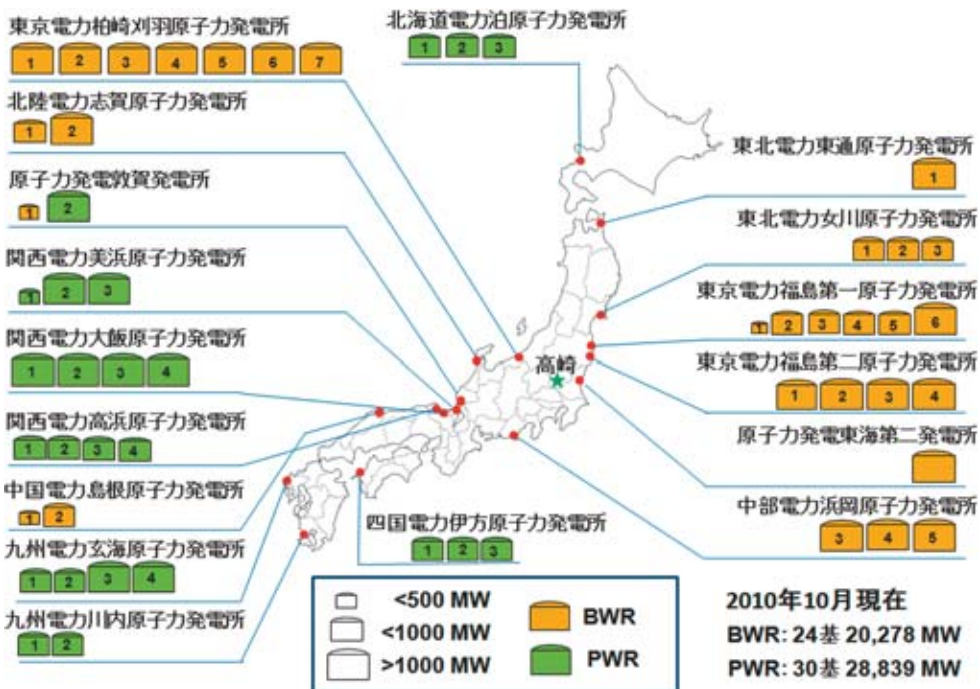 東京電力柏崎刈羽原子力発電所
1 2 3 4 5 6 7
北陸電力志賀原子力発電所
1 2
原子力発電敦賀発電所
1 2
関西電力美浜原子力発電所
1 2 3
関西電力大飯原子力発電所
1 2 3 4
関西電力高浜原子力発電所
1 2 3 4
中国電力島根原子力発電所
1 2
九州電力玄海原子力発電所
1 2 3 4
九州電力川内原子力発電所
1 2
北海道電力泊原子力発電所
1 2 3
東北電力東通原子力発電所
1
東北電力女川原子力発電所
1 2 3
東京電力福島第一原子力発電所
1 2 3 4 5 6
東京電力福島第二原子力発電所
1 2 3 4
原子力発電東海第二発電所
中部電力浜岡原子力発電所
3 4 5
高崎
四国電力伊方原子力発電所
1 2 3
<500 MW
<1000 MW
>1000 MW
BWR
PWR
2010年10月現在
BWR: 24基 20,278 MW
PWR: 30基 28,839 MW